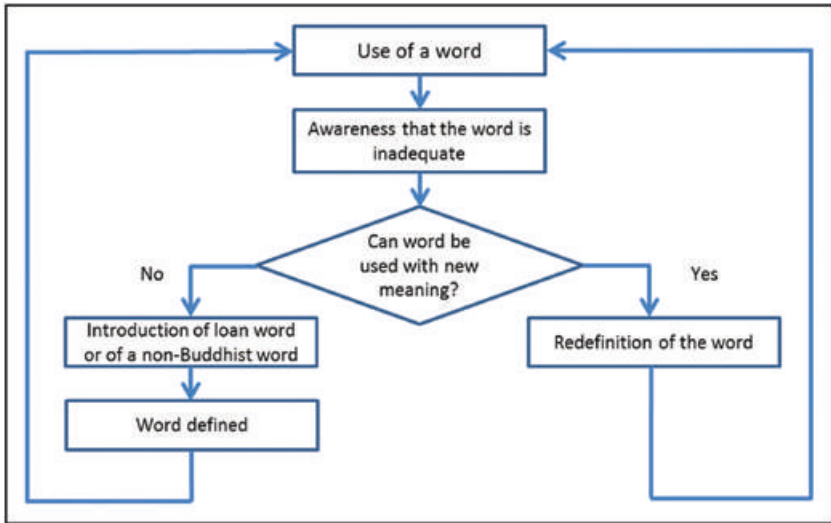 Use of a word
Awareness that the word is
inadequate
Can word be
used with new
meaning?
No
Yes
Introduction of loan word
or of a non-Buddhist word
Redefinition of the word
Word defined